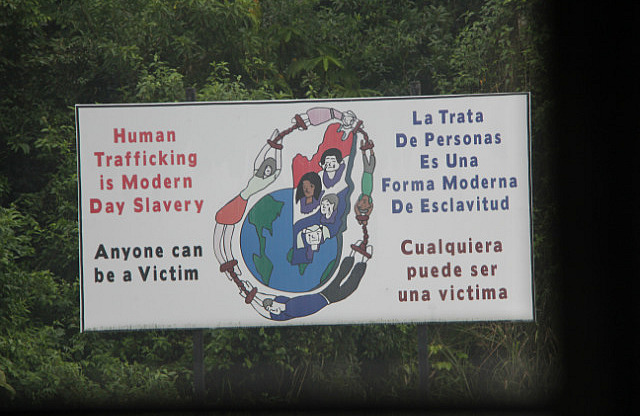 Human
Trafficking
is Modern
Day Slavery
Anyone can
be a Victim
La Trata
De Personas
Es Una
Forma Moderna
De Esclavitud
Cualquiera
puede ser
una victima